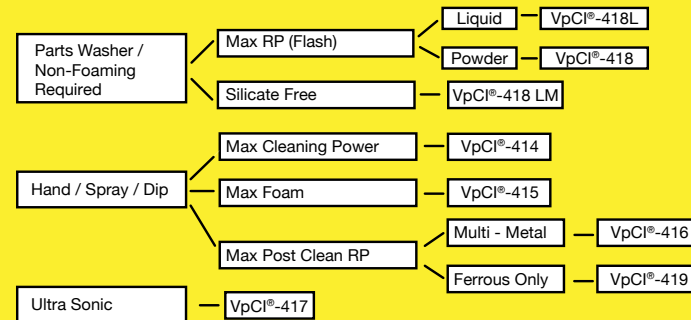 Liquid
VpCI®-418L
Max RP (Flash)
Parts Washer /
Non-Foaming
Required
Powder
VpCI®-418
Silicate Free
VpCI®-418 LM
Max Cleaning Power
VpCI®-414
Hand / Spray / Dip
Max Foam
VpCI®-415
Multi - Metal
VpCI®-416
Max Post Clean RP
Ferrous Only
VpCI®-419
Ultra Sonic
VpCI®-417